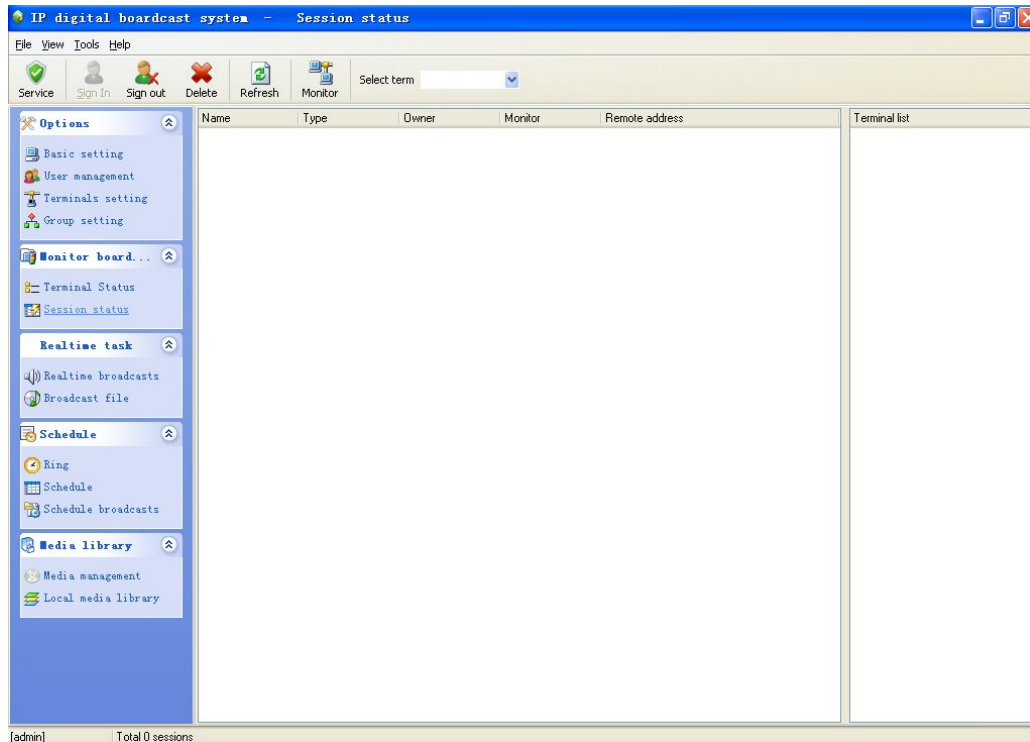 IP digital boardcast system - Session status
File View Tools Help
Service Sign In Sign out Delete Refresh Monitor Select term
Options
Basic setting
User management
Terminals setting
Group setting
Monitor board...
Terminal Status
Session status
Realtime task
Realtime broadcasts
Broadcast file
Schedule
Ring
Schedule
Schedule broadcasts
Media library
Media management
Local media library
Name Type Owner Monitor Remote address
Terminal list
[admin] Total 0 sessions